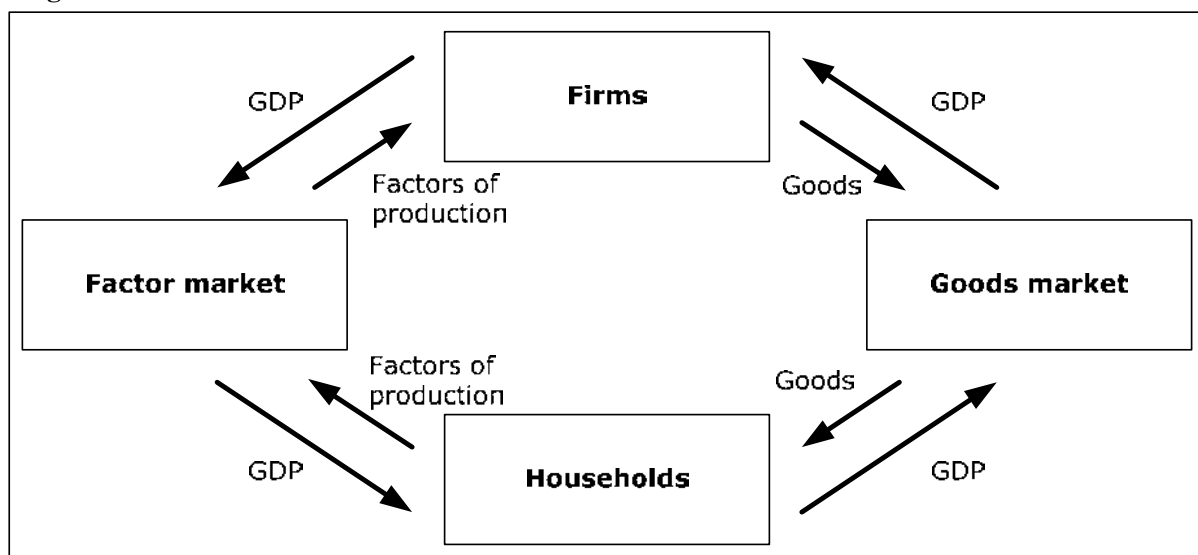 Firms
GDP
GDP
Factors of
production
Goods
Factor market
Goods market
Factors of
production
Goods
GDP
Households
GDP